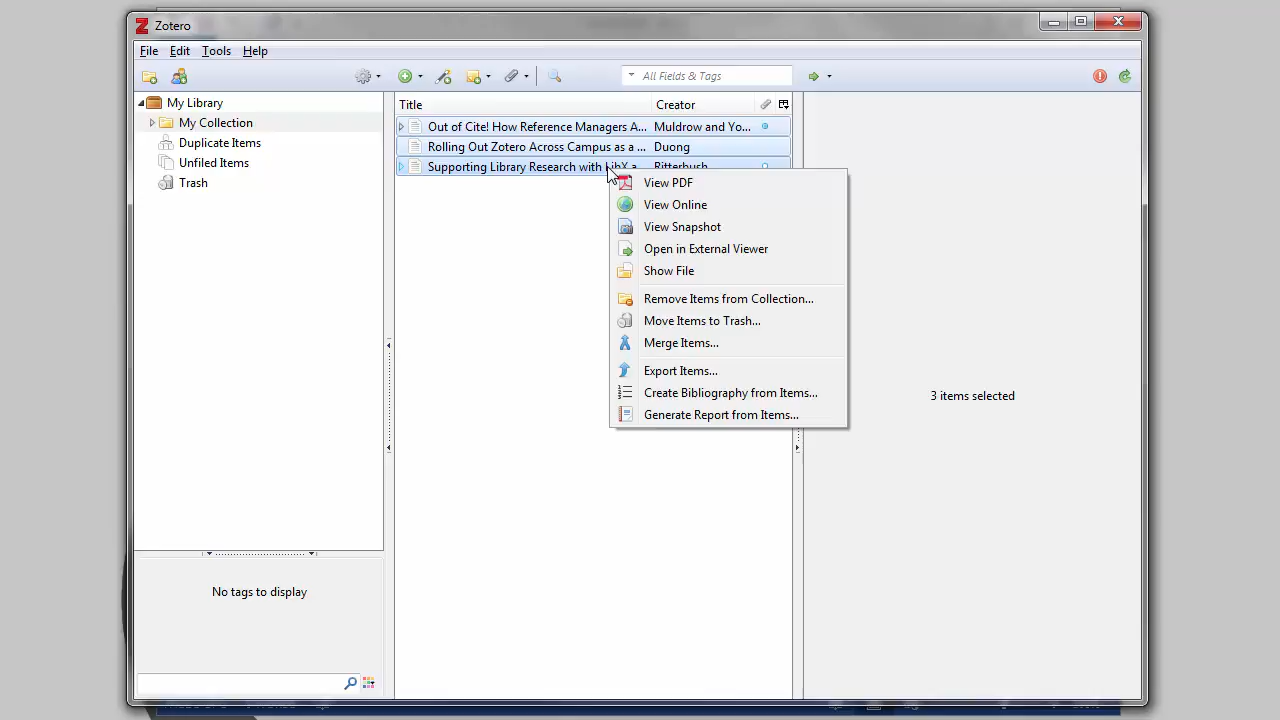 Zotero
File Edit Tools Help
All Fields & Tags
My Library
My Collection
Duplicate Items
Unfiled Items
Trash
Title Creator
Out of Cite! How Reference Managers A... Muldrow and Yo...
Rolling Out Zotero Across Campus as a ... Duong
Supporting Library Research with LibX a... Ritterbush
View PDF
View Online
View Snapshot
Open in External Viewer
Show File
Remove Items from Collection...
Move Items to Trash...
Merge Items...
Export Items...
Create Bibliography from Items...
Generate Report from Items...
3 items selected
No tags to display